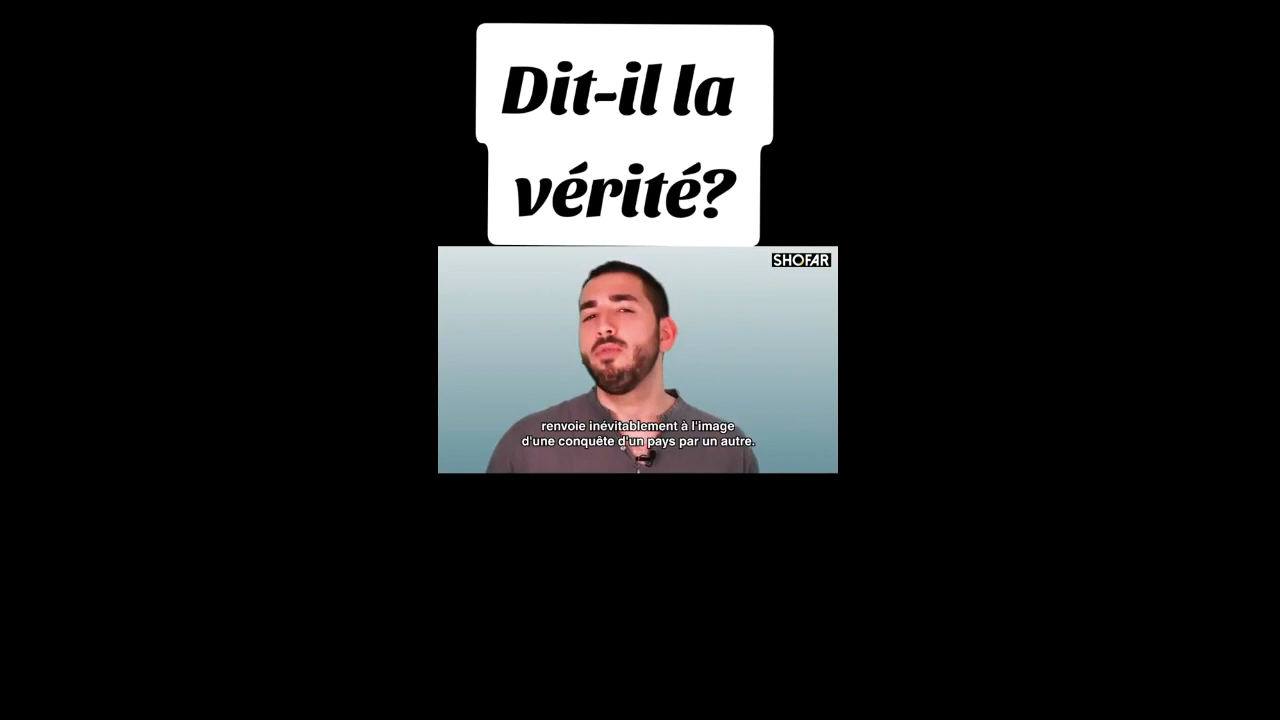 Dit-il la
vérité?
SHOFAR
renvoie inévitablement à l'image
d'une conquête d'un pays par un autre.